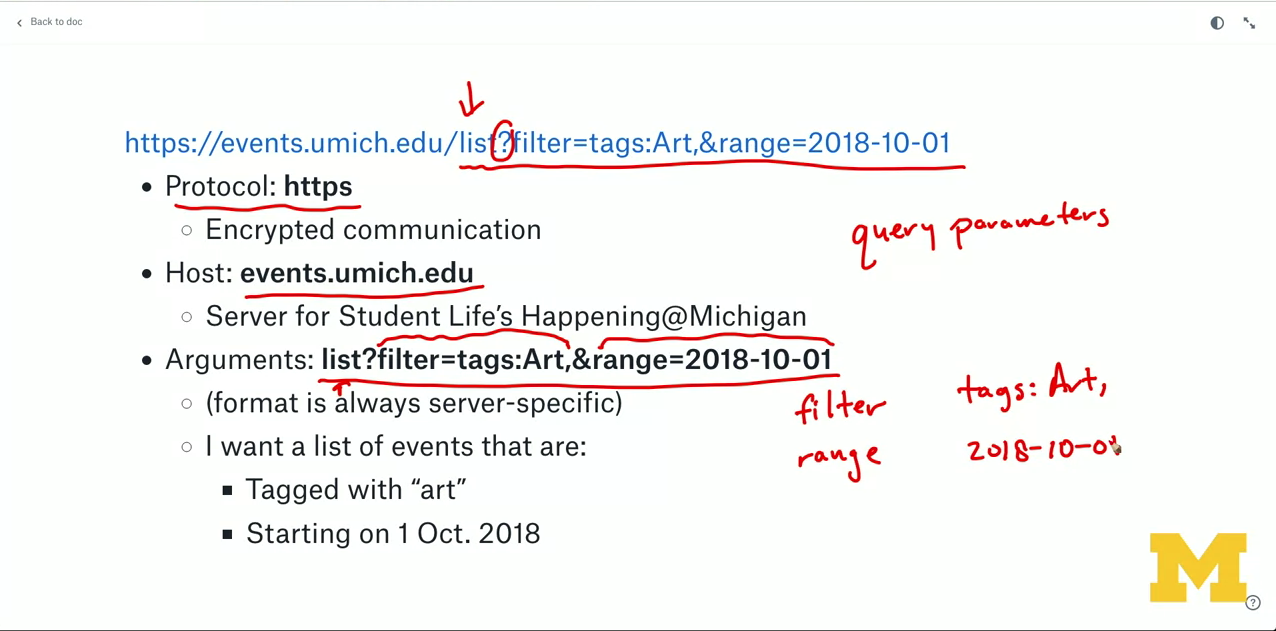 Back to doc
https://events.umich.edu/list?filter=tags:Art,&range=2018-10-01
• Protocol: https
○ Encrypted communication
query parameters
• Host: events.umich.edu
○ Server for Student Life’s Happening@Michigan
• Arguments: list?filter=tags:Art,&range=2018-10-01
○ (format is always server-specific)
filter tags: Art,
○ I want a list of events that are:
range 2018-10-01
■ Tagged with “art”
■ Starting on 1 Oct. 2018
M
?